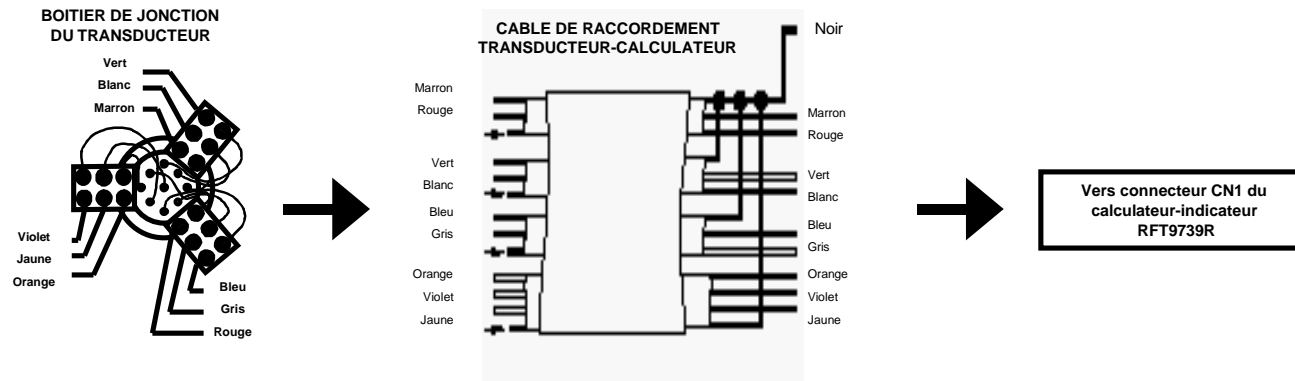 BOITIER DE JONCTION
DU TRANSDUCTEUR
Vert
Blanc
Marron
Violet
Jaune
Orange
Bleu
Gris
Rouge
CABLE DE RACCORDEMENT
TRANSDUCTEUR-CALCULATEUR
Noir
Marron
Rouge
Vert
Blanc
Bleu
Gris
Orange
Violet
Jaune
Marron
Rouge
Vert
Blanc
Bleu
Gris
Orange
Violet
Jaune
Vers connecteur CN1 du
calculateur-indicateur
RFT9739R